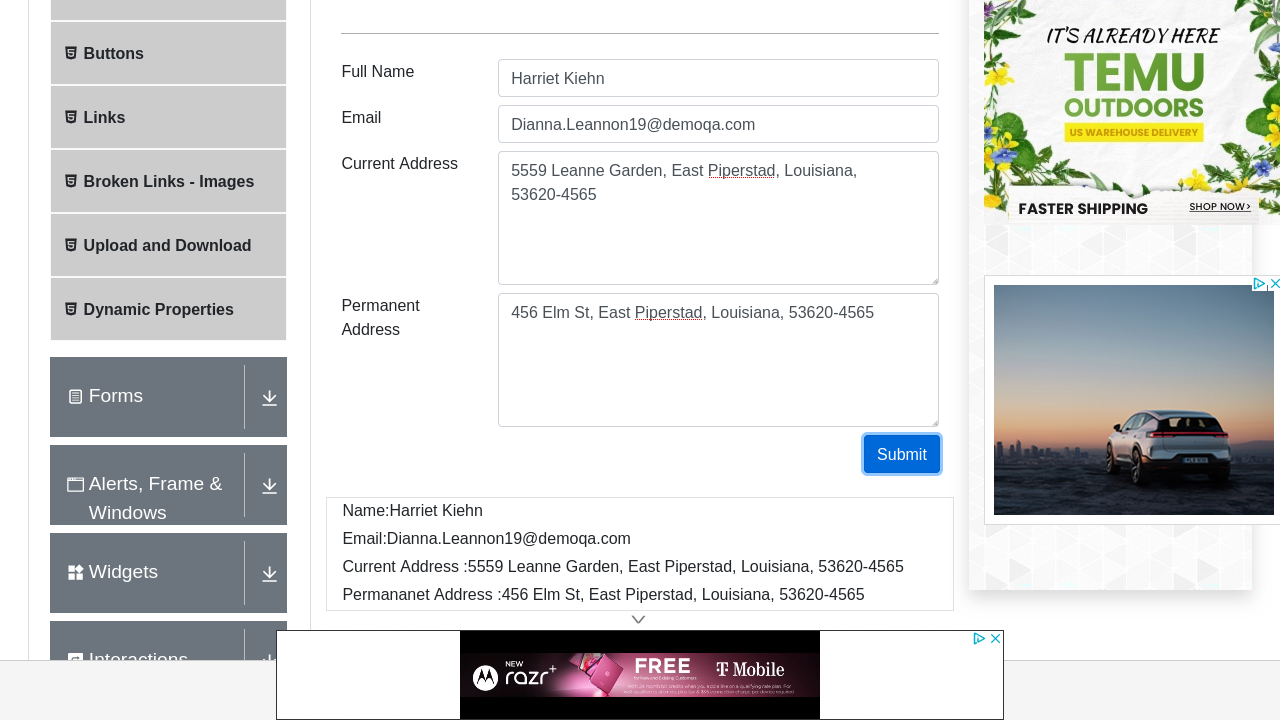 Buttons
Links
Broken Links - Images
Upload and Download
Dynamic Properties
Forms
Alerts, Frame &
Windows
Widgets
Interactions
Full Name
Harriet Kiehn
Email
Dianna.Leannon19@demoqa.com
Current Address
5559 Leanne Garden, East Piperstad, Louisiana,
53620-4565
Permanent
Address
456 Elm St, East Piperstad, Louisiana, 53620-4565
Submit
Name:Harriet Kiehn
Email:Dianna.Leannon19@demoqa.com
Current Address :5559 Leanne Garden, East Piperstad, Louisiana, 53620-4565
Permananet Address :456 Elm St, East Piperstad, Louisiana, 53620-4565
IT'S ALREADY HERE
TEMU
OUTDOORS
US WAREHOUSE DELIVERY
FASTER SHIPPING
SHOP NOW>
NEW
razr+
FREE
T Mobile